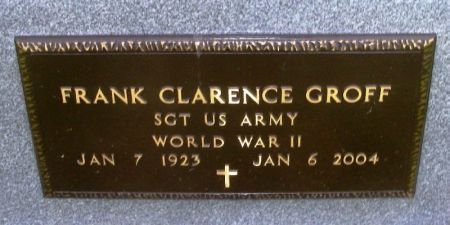 FRANK CLARENCE GROFF
SGT US ARMY
WORLD WAR II
JAN 7 1923 JAN 6 2004